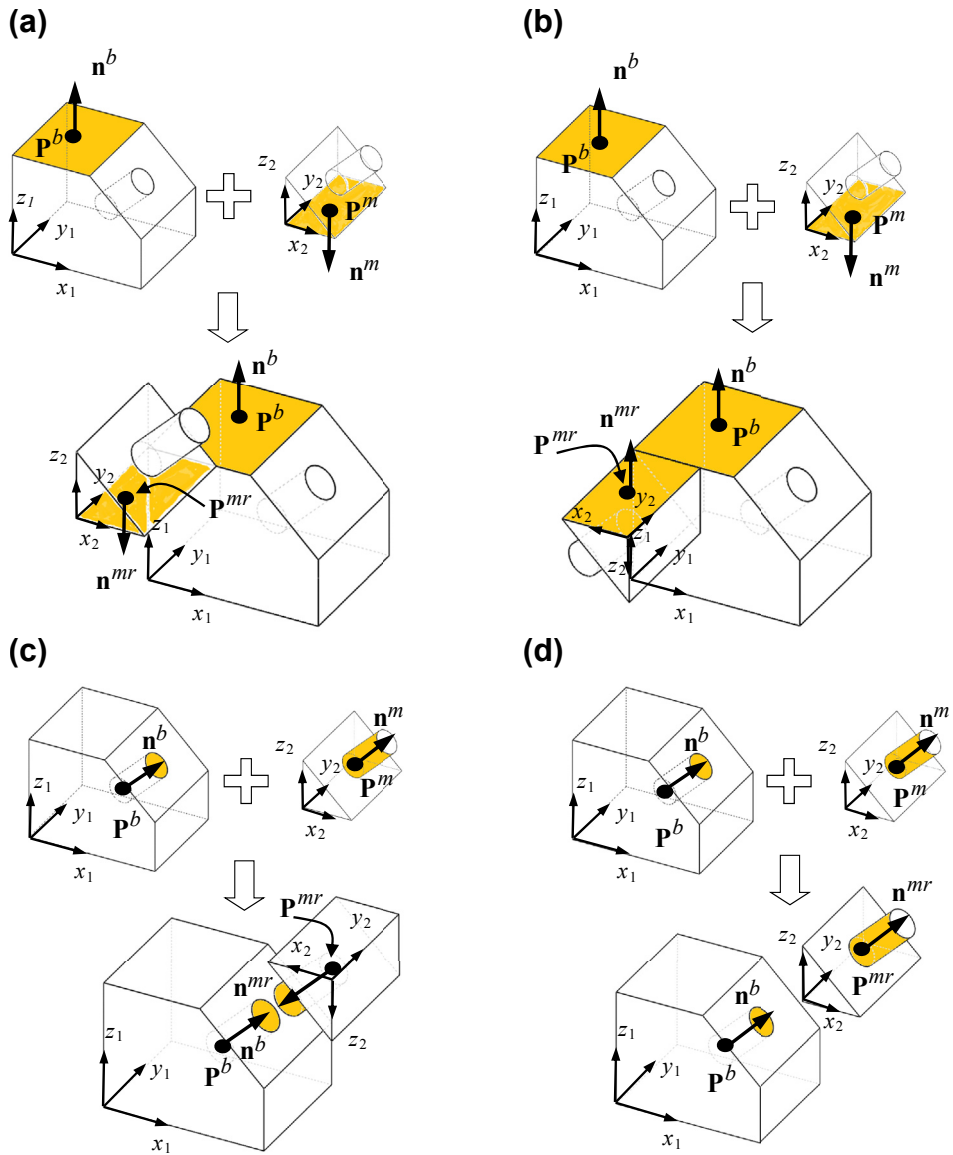 (a)
n^b
P^b
z_1
y_1
x_1
z_2
y_2
P^m
x_2
n^m
n^b
P^b
z_2
y_2
P^mr
x_2
z_1
n^mr
y_1
x_1
(b)
n^b
P^b
z_1
y_1
x_1
z_2
y_2
P^m
x_2
n^m
n^b
n^mr
P^mr
P^b
y_2
x_2
z_1
z_2
y_1
x_1
(c)
n^b
z_1
y_1
P^b
x_1
n^m
z_2
y_2
P^m
x_2
P^mr
y_2
x_2
n^mr
z_1
n^b
z_2
P^b
y_1
x_1
(d)
n^b
z_1
y_1
P^b
x_1
n^m
z_2
y_2
P^m
x_2
n^mr
z_2
y_2
P^mr
n^b
x_2
z_1
P^b
y_1
x_1